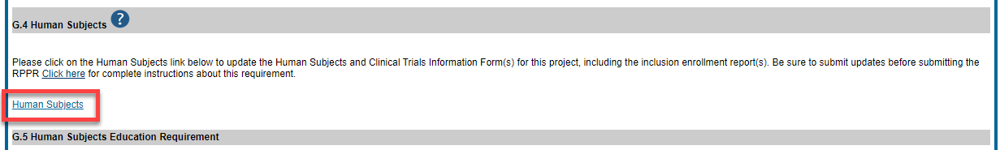 G.4 Human Subjects ?
Please click on the Human Subjects link below to update the Human Subjects and Clinical Trials Information Form(s) for this project, including the inclusion enrollment report(s). Be sure to submit updates before submitting the
RPPR Click here for complete instructions about this requirement.
Human Subjects
G.5 Human Subjects Education Requirement